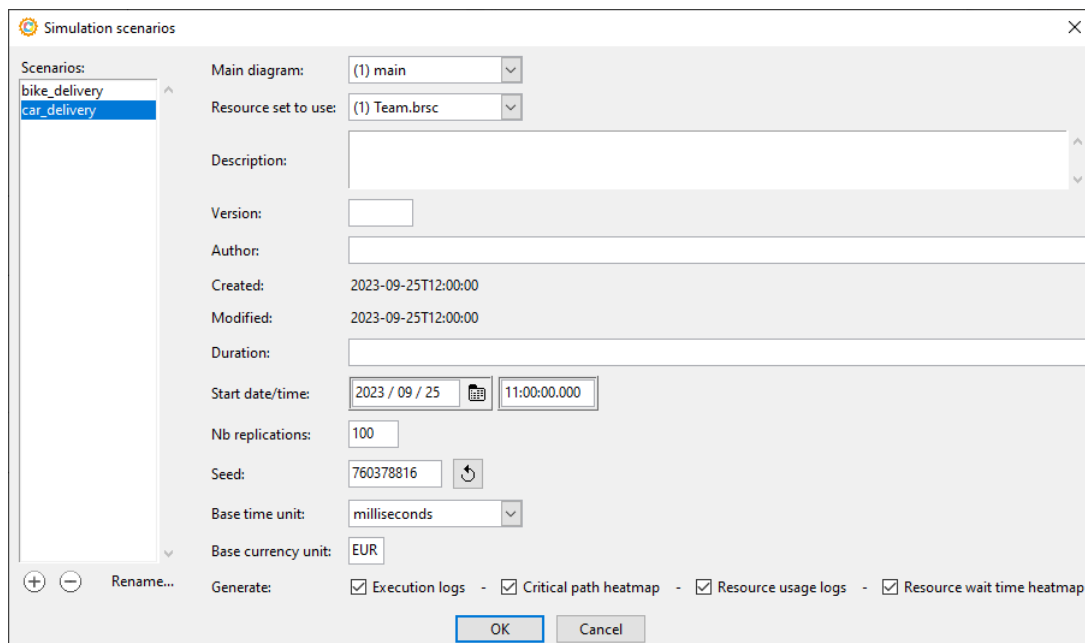 Simulation scenarios
Scenarios:
bike_delivery
car_delivery
Main diagram: (1) main
Resource set to use: (1) Team.brsc
Description:
Version:
Author:
Created: 2023-09-25T12:00:00
Modified: 2023-09-25T12:00:00
Duration:
Start date/time: 2023 / 09 / 25 11:00:00.000
Nb replications: 100
Seed: 760378816
Base time unit: milliseconds
Base currency unit: EUR
Rename...
Generate: Execution logs - Critical path heatmap - Resource usage logs - Resource wait time heatmap
OK Cancel